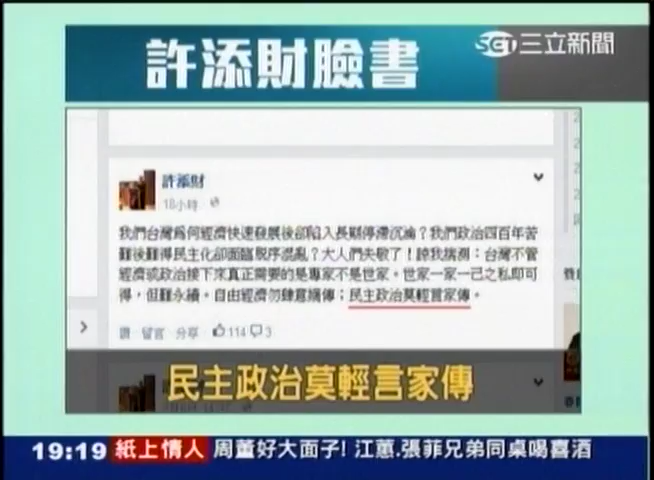 許添財臉書
SET三立新聞
許添財
18小時
我們台灣為何經濟快速發展後卻陷入長期停滯沉淪？我們政治四百年苦
難後難得民主化卻面臨脫序混亂？大人們失敬了！諒我揣測：台灣不管
經濟或政治接下來真正需要的是專家不是世家。世家一家一己之私即可
得，但難永續。自由經濟勿肆意嫡傳；民主政治莫輕言家傳。
讚 留言 分享 114 3
民主政治莫輕言家傳
19:19 紙上情人 周董好大面子! 江蕙.張菲兄弟同桌喝喜酒